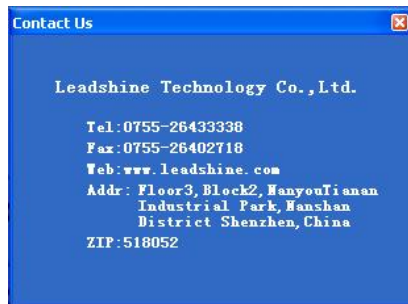 Contact Us
Leadshine Technology Co.,Ltd.
Tel:0755-26433338
Fax:0755-26402718
Web:www.leadshine.com
Addr: Floor3,Block2,NanyouTianan
Industrial Park,Nanshan
District Shenzhen,China
ZIP:518052